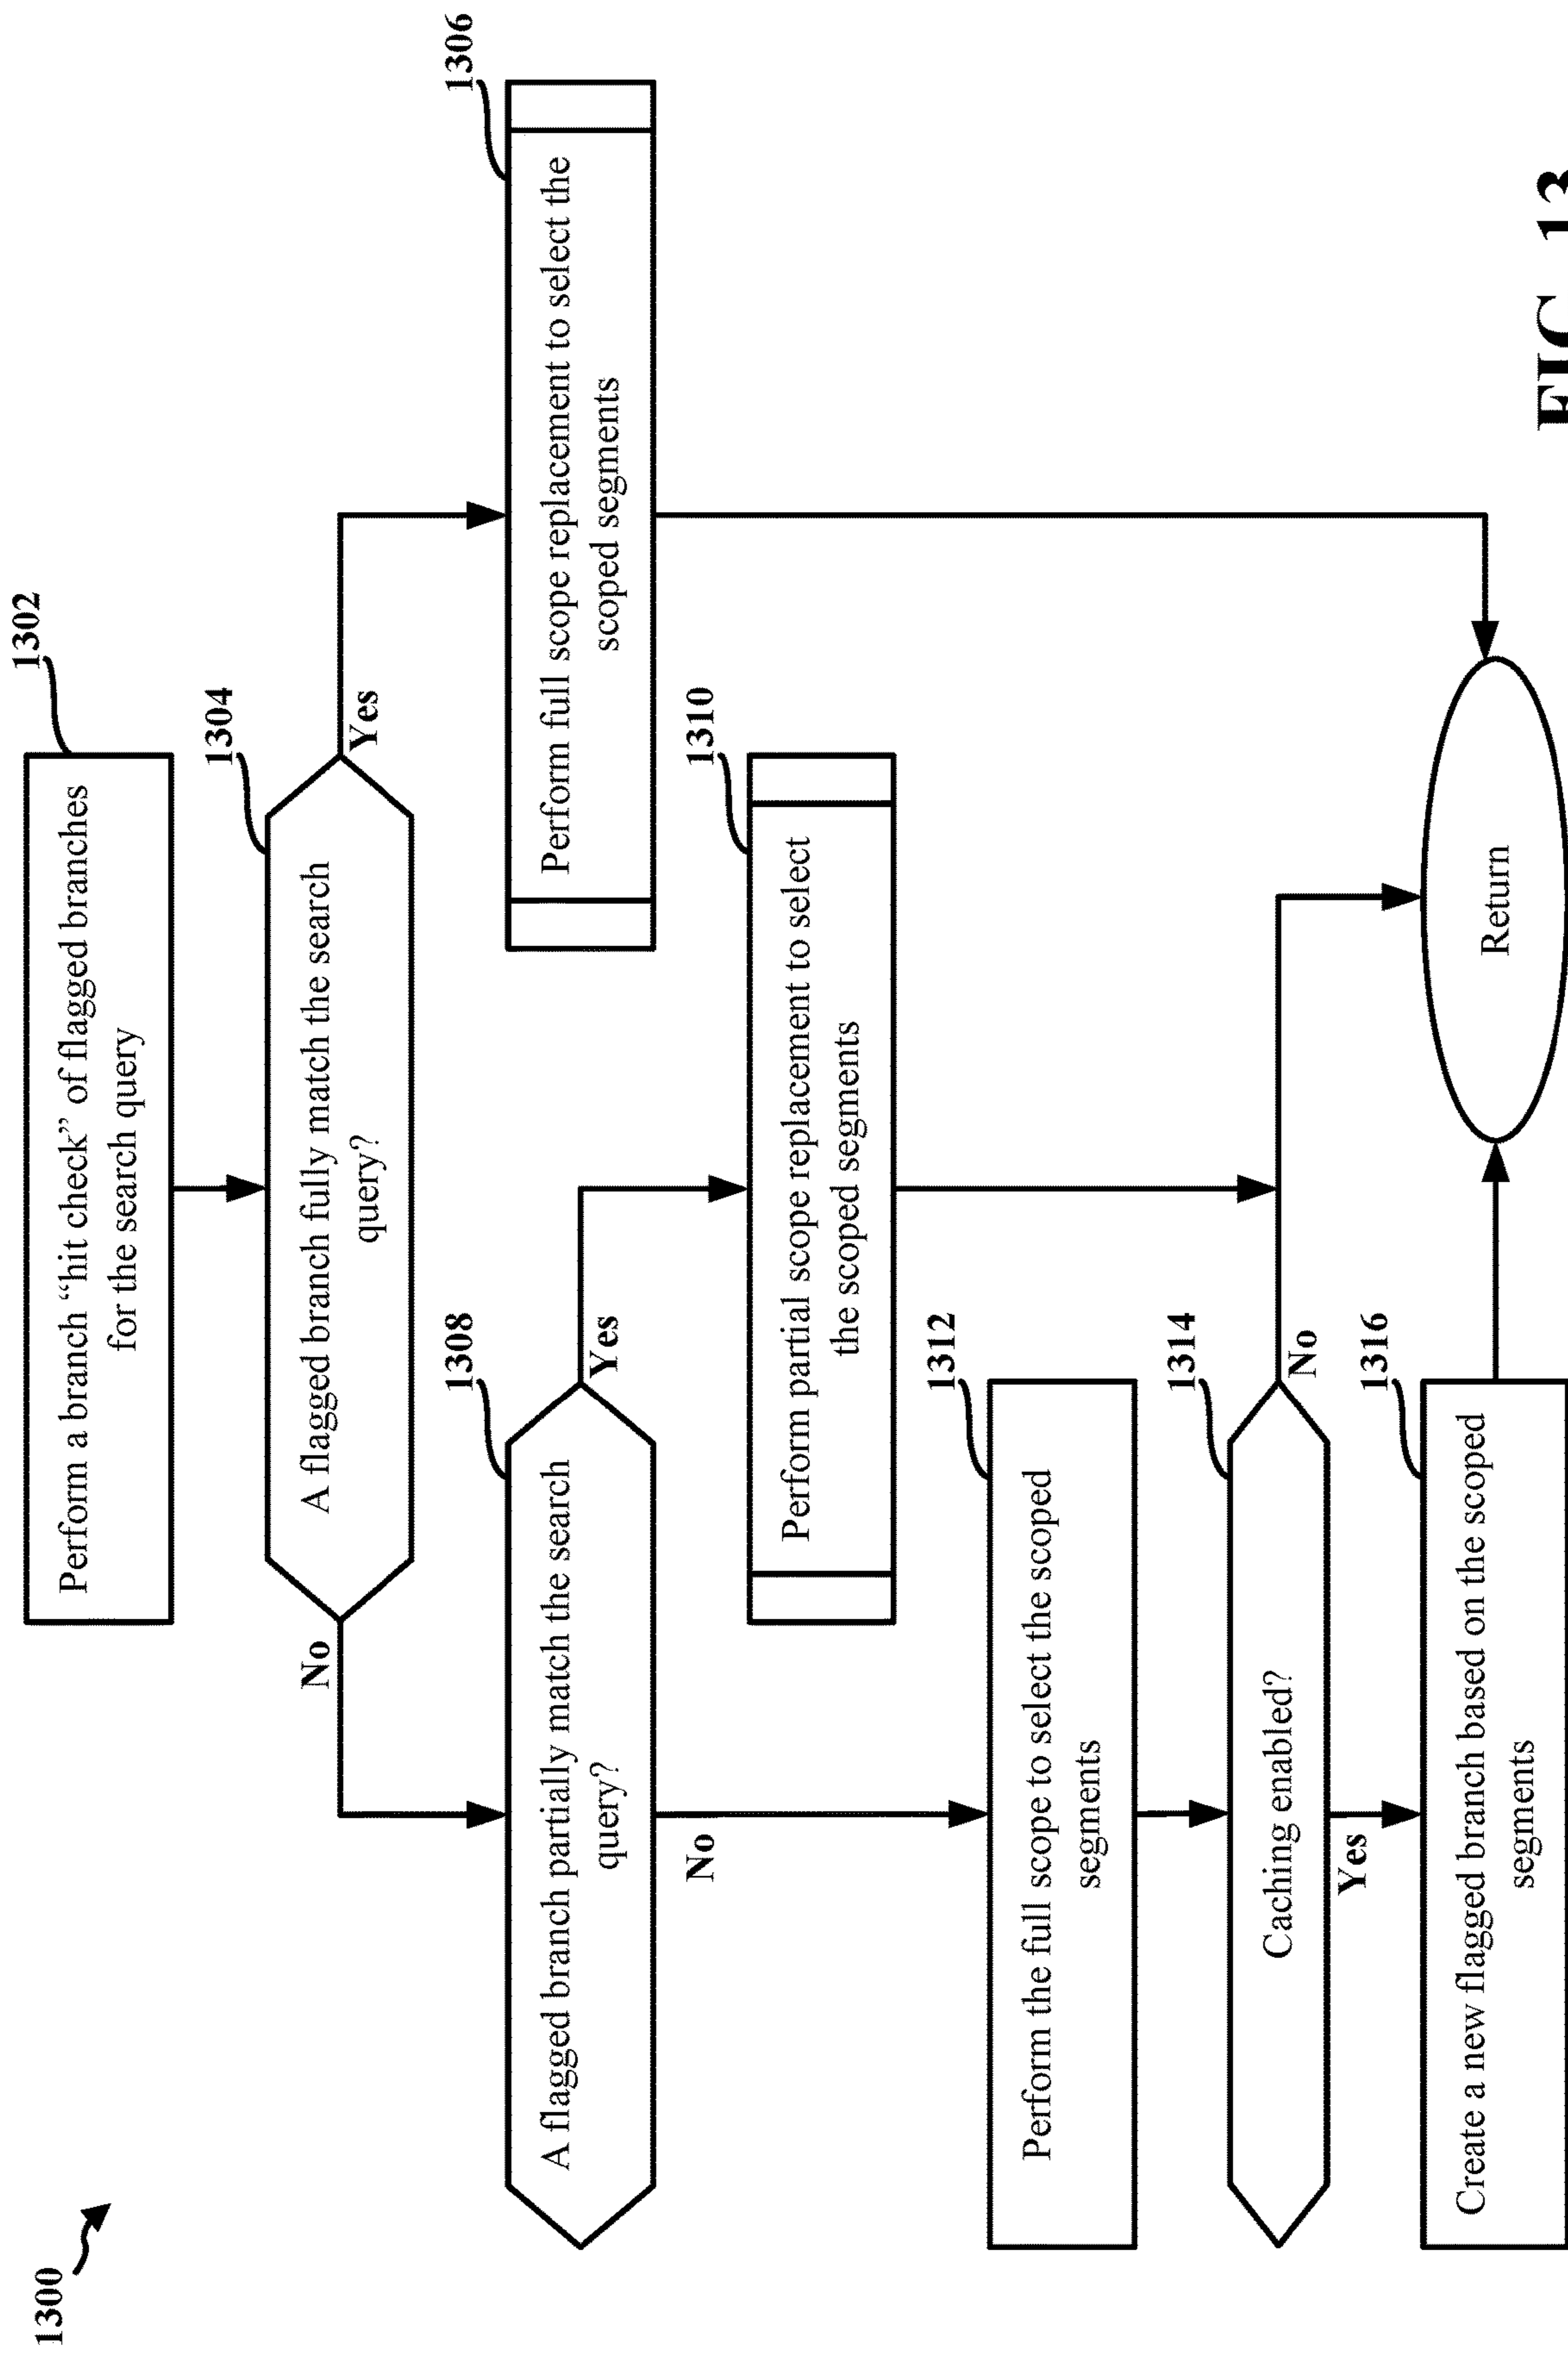 1300
1302
Perform a branch “hit check” of flagged branches
for the search query
1304
A flagged branch fully match the search
query?
No
Yes
1306
Perform full scope replacement to select the
scoped segments
1308
A flagged branch partially match the search
query?
Yes
No
1310
Perform partial scope replacement to select
the scoped segments
1312
Perform the full scope to select the scoped
segments
1314
Caching enabled?
No
Yes
1316
Create a new flagged branch based on the scoped
segments
Return
FIG. 13